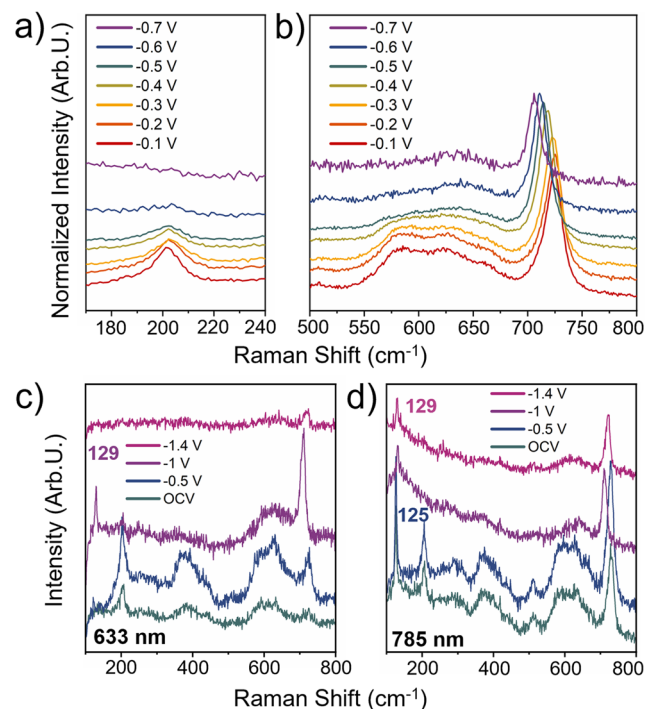 a)
-0.7 V
-0.6 V
-0.5 V
-0.4 V
-0.3 V
-0.2 V
-0.1 V
b)
-0.7 V
-0.6 V
-0.5 V
-0.4 V
-0.3 V
-0.2 V
-0.1 V
Normalized Intensity (Arb.U.)
180 200 220 240
500 550 600 650 700 750 800
Raman Shift (cm⁻¹)
c)
129
-1.4 V
-1 V
-0.5 V
OCV
633 nm
200 400 600 800
d)
129
125
-1.4 V
-1 V
-0.5 V
OCV
785 nm
200 400 600 800
Intensity (Arb.U.)
Raman Shift (cm⁻¹)